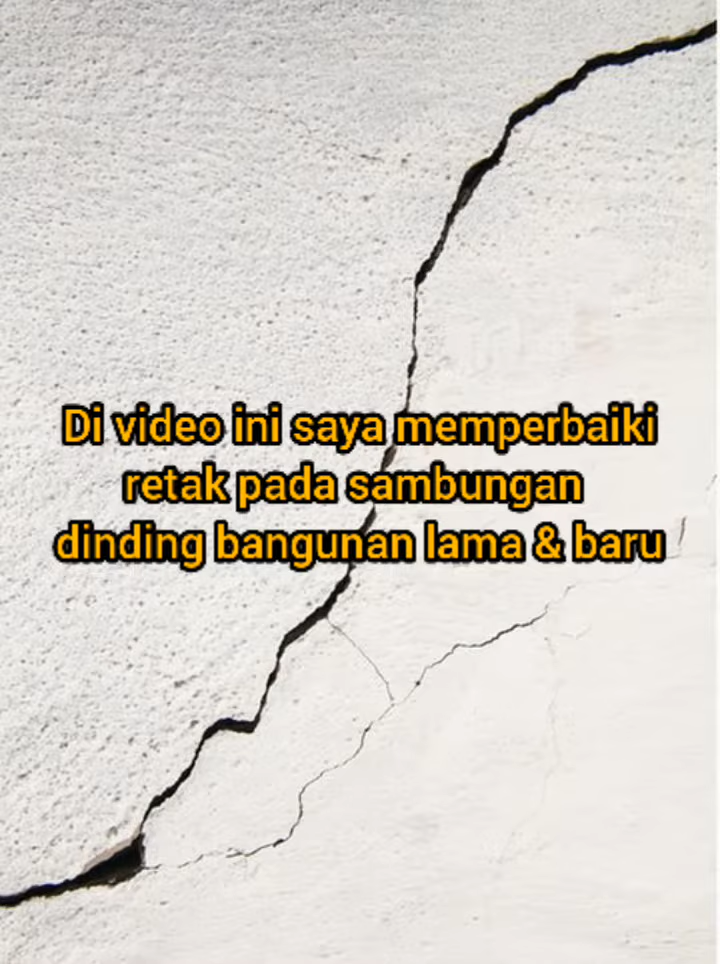 Di video ini saya memperbaiki
retak pada sambungan
dinding bangunan lama & baru